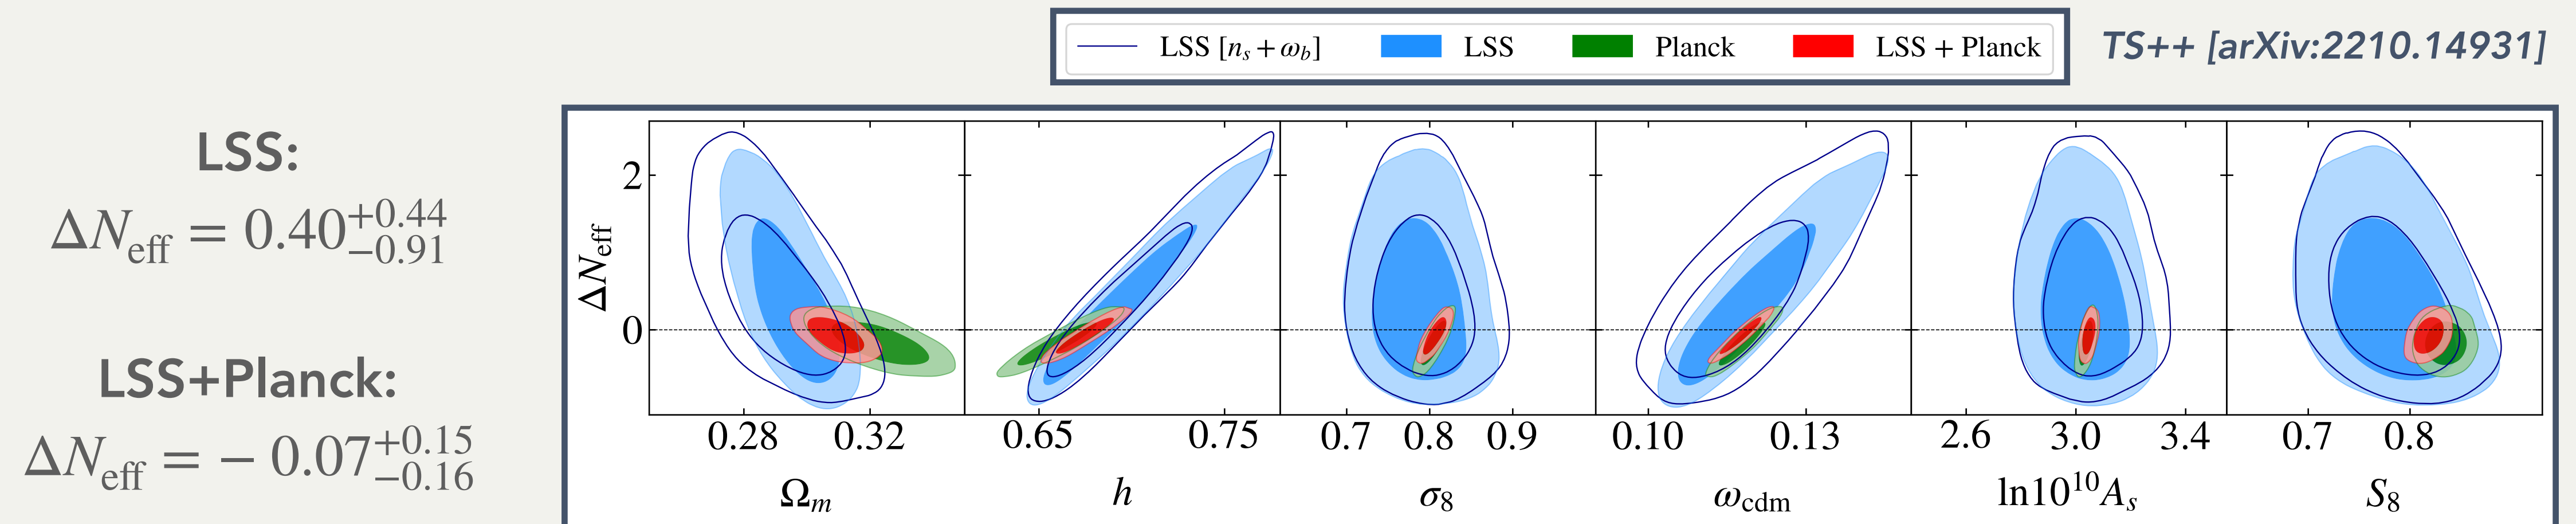 LSS [n_s + ω_b] LSS Planck LSS + Planck
TS++ [arXiv:2210.14931]
LSS:
ΔN_eff = 0.40^{+0.44}_{−0.91}
LSS+Planck:
ΔN_eff = − 0.07^{+0.15}_{−0.16}
ΔN_eff
2
0
0.28 0.32 0.65 0.75 0.7 0.8 0.9 0.10 0.13 2.6 3.0 3.4 0.7 0.8
Ω_m h σ_8 ω_cdm ln10^{10}A_s S_8